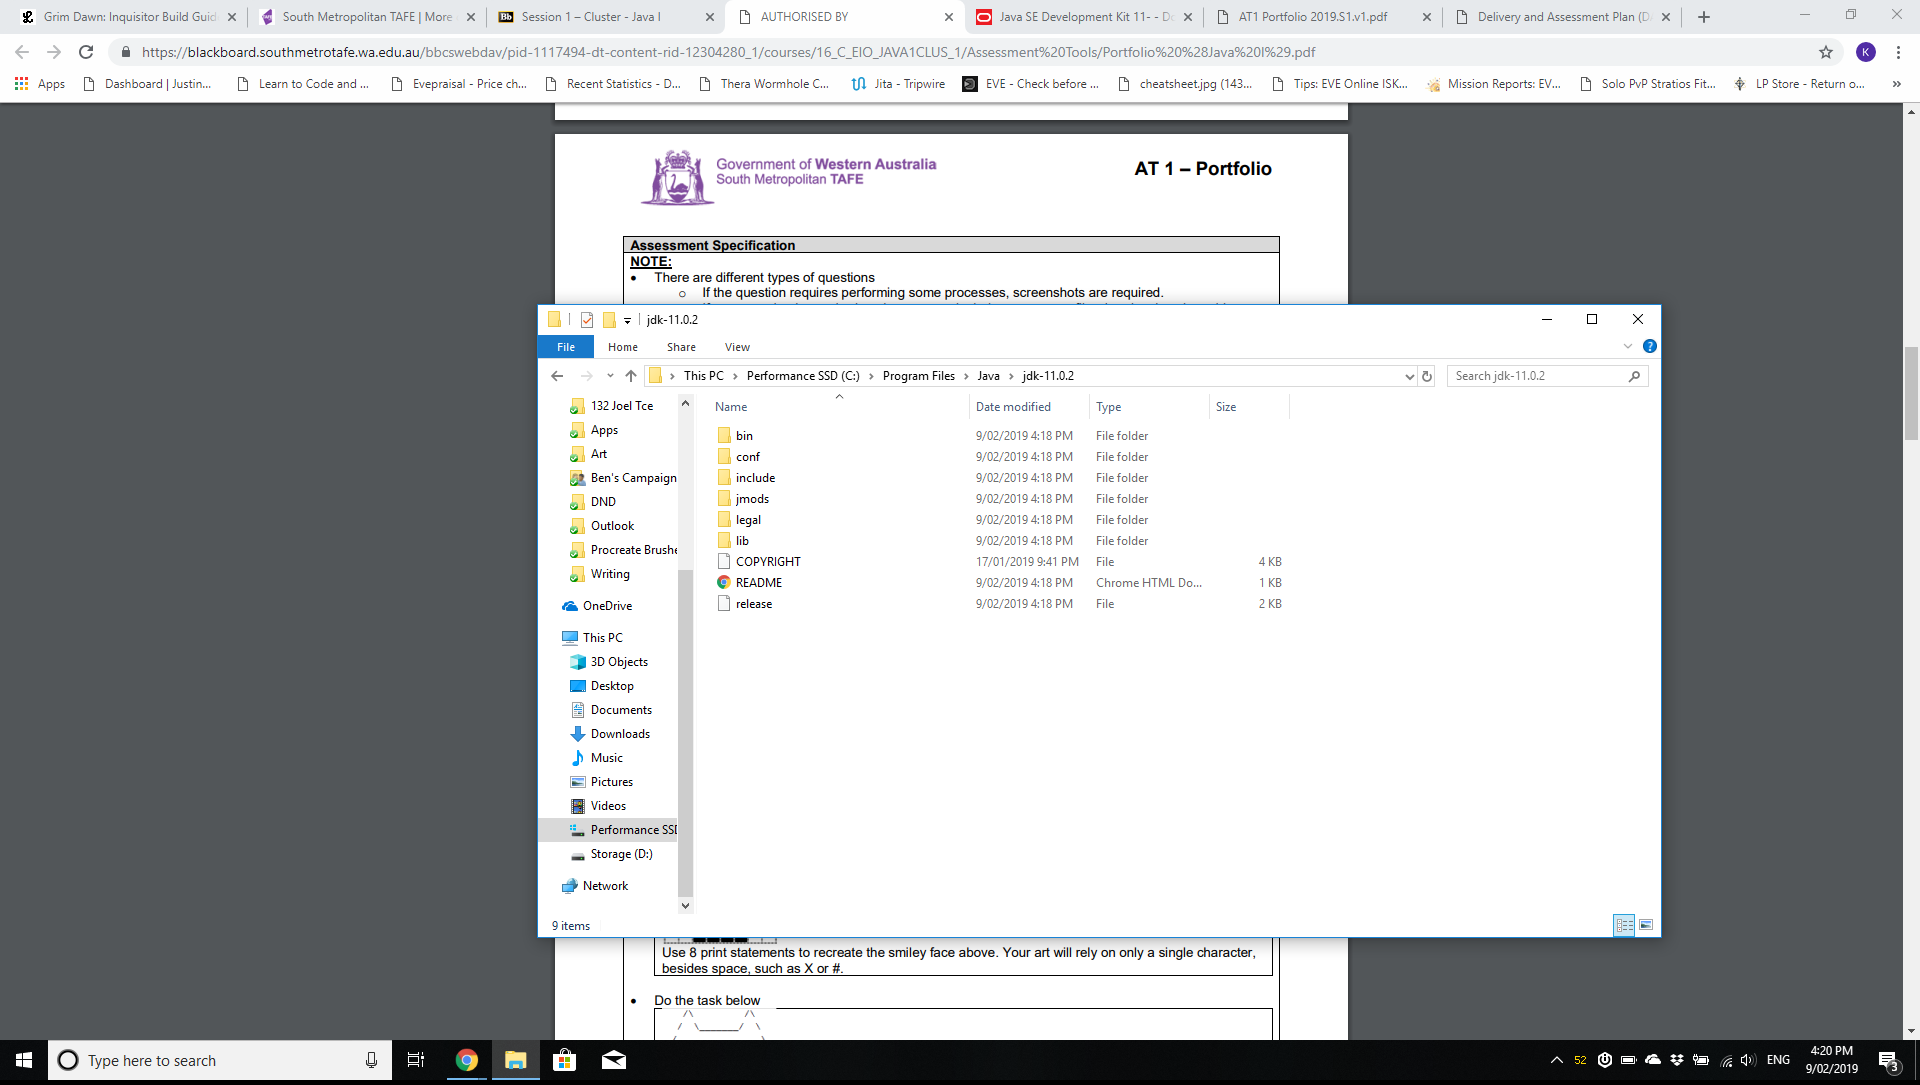 Grim Dawn: Inquisitor Build Guid
South Metropolitan TAFE | More
Session 1 – Cluster - Java I
AUTHORISED BY
Java SE Development Kit 11- - Do
AT1 Portfolio 2019.S1.v1.pdf
Delivery and Assessment Plan (D
https://blackboard.southmetrotafe.wa.edu.au/bbcswebdav/pid-1117494-dt-content-rid-12304280_1/courses/16_C_EIO_JAVA1CLUS_1/Assessment%20Tools/Portfolio%20%28Java%20I%29.pdf
K
Apps
Dashboard | Justin...
Learn to Code and ...
Evepraisal - Price ch...
Recent Statistics - D...
Thera Wormhole C...
Jita - Tripwire
EVE - Check before ...
cheatsheet.jpg (143...
Tips: EVE Online ISK...
Mission Reports: EV...
Solo PvP Stratios Fit...
LP Store - Return o...
»
Government of Western Australia
South Metropolitan TAFE
AT 1 – Portfolio
Assessment Specification
NOTE:
• There are different types of questions
o If the question requires performing some processes, screenshots are required.
jdk-11.0.2
File
Home
Share
View
This PC > Performance SSD (C:) > Program Files > Java > jdk-11.0.2
Search jdk-11.0.2
132 Joel Tce
Apps
Art
Ben's Campaign
DND
Outlook
Procreate Brushe
Writing
OneDrive
This PC
3D Objects
Desktop
Documents
Downloads
Music
Pictures
Videos
Performance SSD
Storage (D:)
Network
Name Date modified Type Size
bin 9/02/2019 4:18 PM File folder
conf 9/02/2019 4:18 PM File folder
include 9/02/2019 4:18 PM File folder
jmods 9/02/2019 4:18 PM File folder
legal 9/02/2019 4:18 PM File folder
lib 9/02/2019 4:18 PM File folder
COPYRIGHT 17/01/2019 9:41 PM File 4 KB
README 9/02/2019 4:18 PM Chrome HTML Do... 1 KB
release 9/02/2019 4:18 PM File 2 KB
9 items
Use 8 print statements to recreate the smiley face above. Your art will rely on only a single character,
besides space, such as X or #.
• Do the task below
Type here to search
52
ENG
4:20 PM
9/02/2019
3